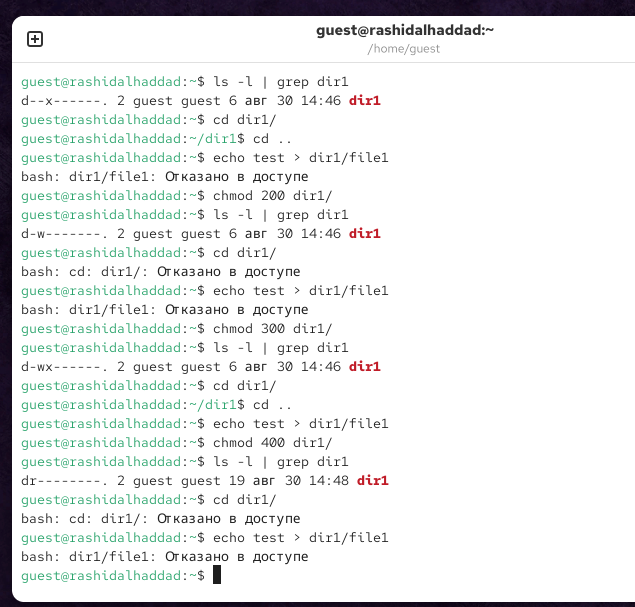 guest@rashidalhaddad:~
/home/guest
guest@rashidalhaddad:~$ ls -l | grep dir1
d--x------. 2 guest guest 6 авг 30 14:46 dir1
guest@rashidalhaddad:~$ cd dir1/
guest@rashidalhaddad:~/dir1$ cd ..
guest@rashidalhaddad:~$ echo test > dir1/file1
bash: dir1/file1: Отказано в доступе
guest@rashidalhaddad:~$ chmod 200 dir1/
guest@rashidalhaddad:~$ ls -l | grep dir1
d-w-------. 2 guest guest 6 авг 30 14:46 dir1
guest@rashidalhaddad:~$ cd dir1/
bash: cd: dir1/: Отказано в доступе
guest@rashidalhaddad:~$ echo test > dir1/file1
bash: dir1/file1: Отказано в доступе
guest@rashidalhaddad:~$ chmod 300 dir1/
guest@rashidalhaddad:~$ ls -l | grep dir1
d-wx------. 2 guest guest 6 авг 30 14:46 dir1
guest@rashidalhaddad:~$ cd dir1/
guest@rashidalhaddad:~/dir1$ cd ..
guest@rashidalhaddad:~$ echo test > dir1/file1
guest@rashidalhaddad:~$ chmod 400 dir1/
guest@rashidalhaddad:~$ ls -l | grep dir1
dr--------. 2 guest guest 19 авг 30 14:48 dir1
guest@rashidalhaddad:~$ cd dir1/
bash: cd: dir1/: Отказано в доступе
guest@rashidalhaddad:~$ echo test > dir1/file1
bash: dir1/file1: Отказано в доступе
guest@rashidalhaddad:~$